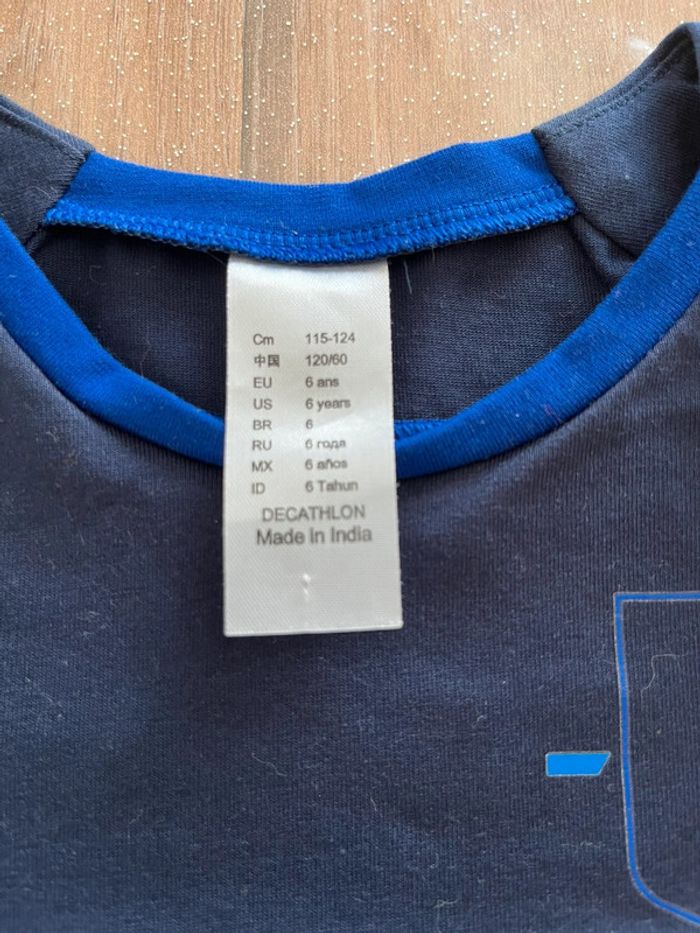 Cm 115-124
中国 120/60
EU 6 ans
US 6 years
BR 6
RU 6 года
MX 6 años
ID 6 Tahun
DECATHLON
Made In India